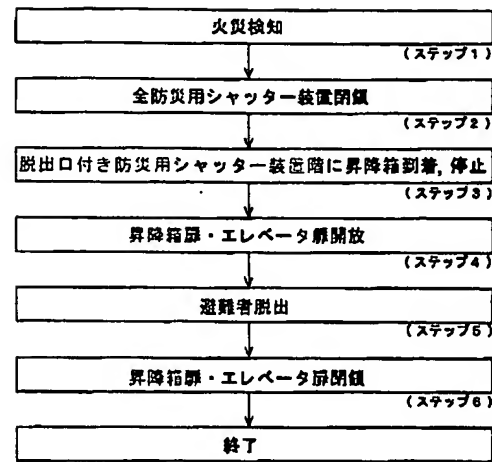 火災検知
(ステップ1)
全防災用シャッター装置閉鎖
(ステップ2)
脱出口付き防災用シャッター装置階に昇降箱到着,停止
(ステップ3)
昇降箱扉・エレベータ扉開放
(ステップ4)
避難者脱出
(ステップ5)
昇降箱扉・エレベータ扉閉鎖
(ステップ6)
終了